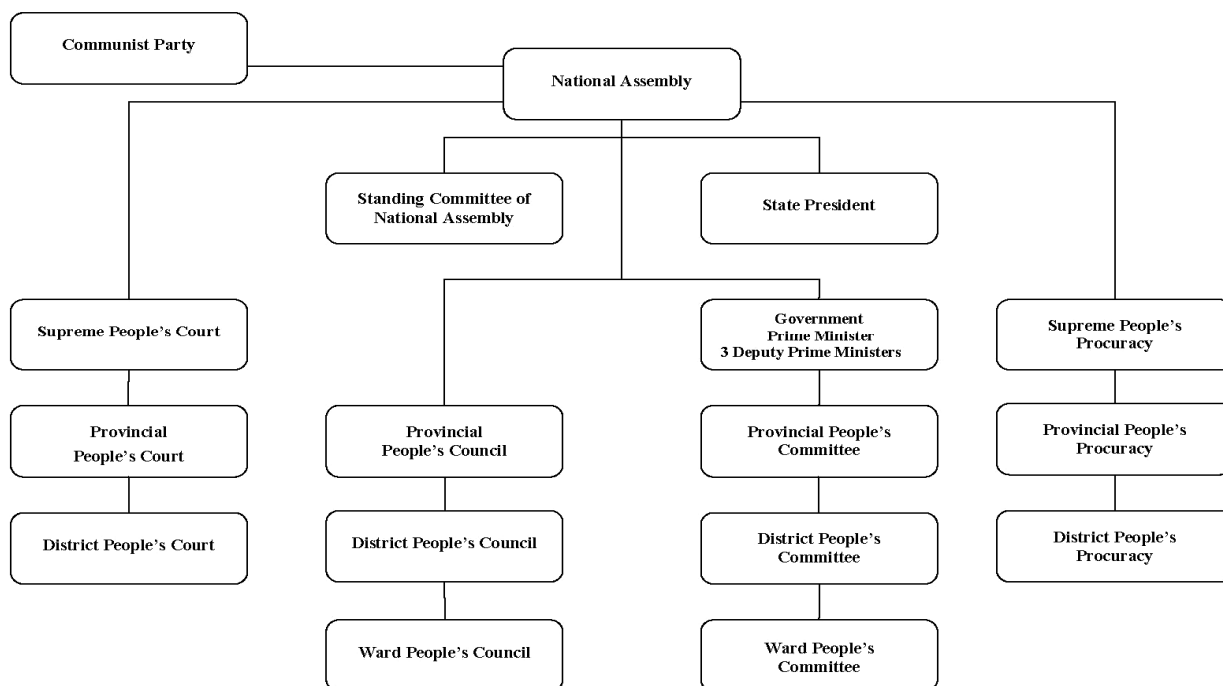 Communist Party
National Assembly
Standing Committee of
National Assembly
State President
Supreme People’s Court
Government
Prime Minister
3 Deputy Prime Ministers
Supreme People’s
Procuracy
Provincial
People’s Court
Provincial
People’s Council
Provincial People’s
Committee
Provincial People’s
Procuracy
District People’s Court
District People’s Council
District People’s
Committee
District People’s
Procuracy
Ward People’s Council
Ward People’s
Committee